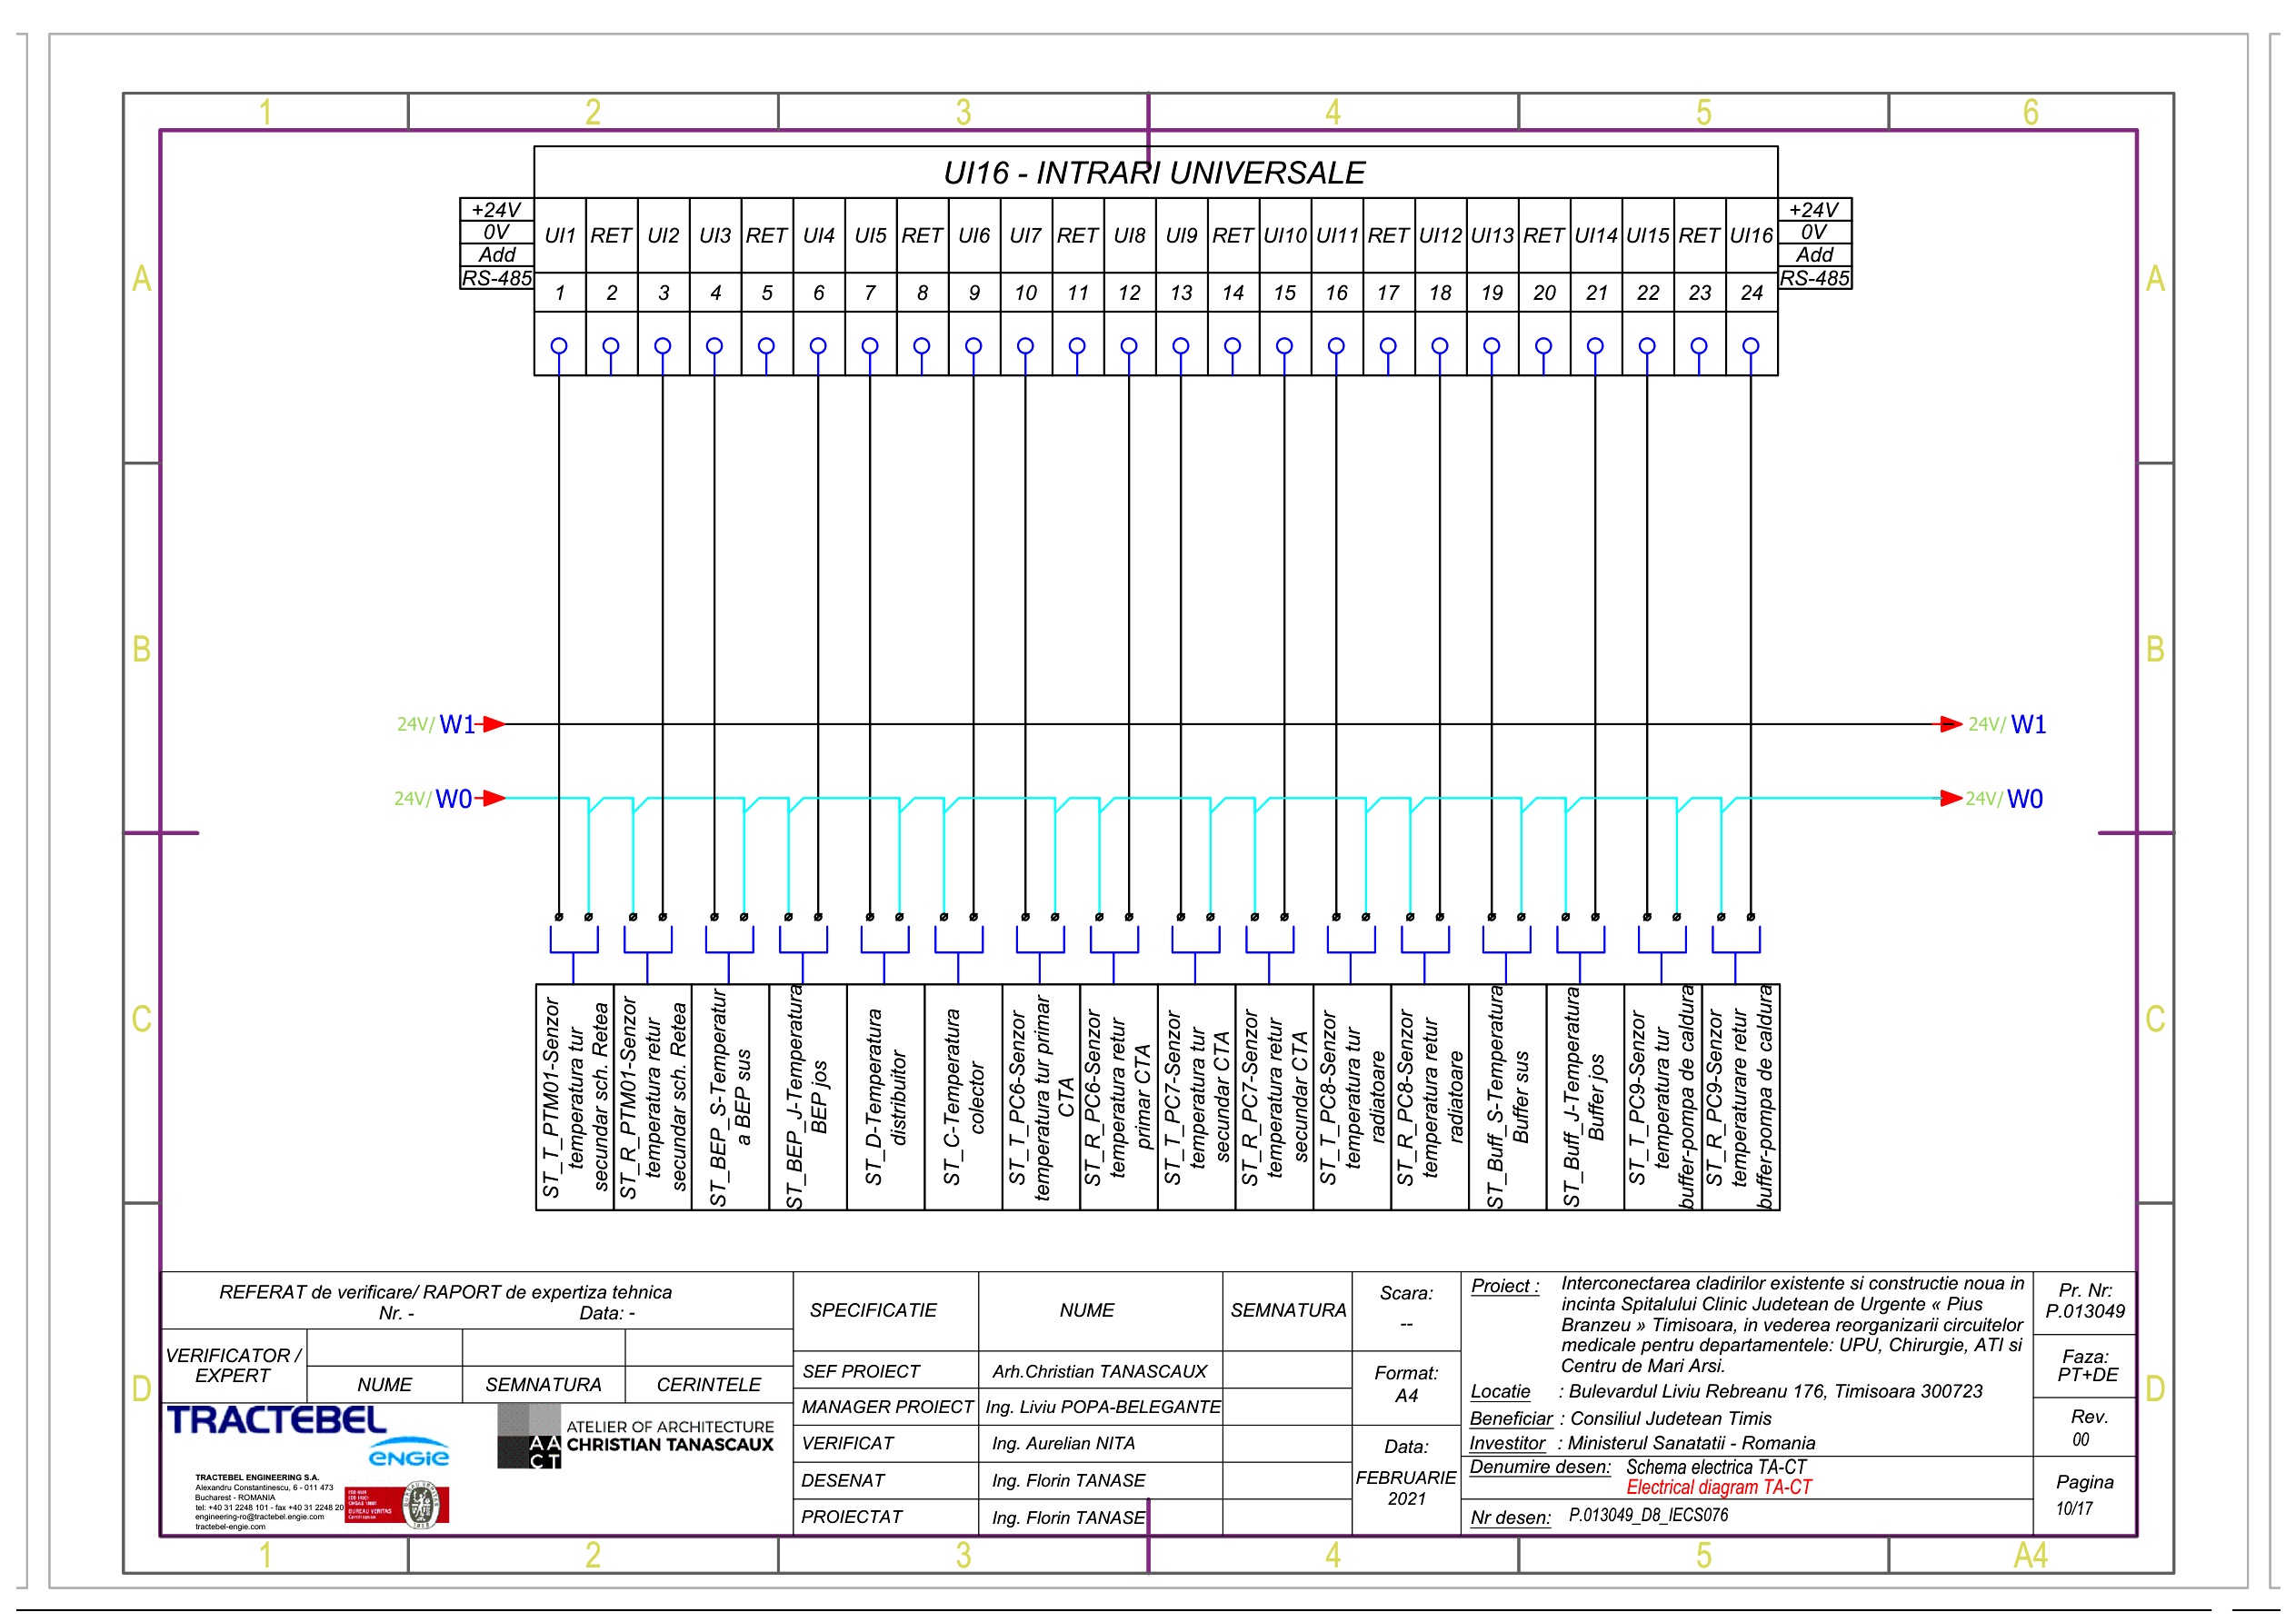 1 2 3 4 5 6
UI16 - INTRARI UNIVERSALE
+24V
0V
Add
RS-485
UI1 RET UI2 UI3 RET UI4 UI5 RET UI6 UI7 RET UI8 UI9 RET UI10 UI11 RET UI12 UI13 RET UI14 UI15 RET UI16
1 2 3 4 5 6 7 8 9 10 11 12 13 14 15 16 17 18 19 20 21 22 23 24
+24V
0V
Add
RS-485
A A
B B
24V/ W1 24V/ W1
24V/ W0 24V/ W0
C C
ST_T_PTM01-Senzor
temperatura tur
secundar sch. Retea
ST_R_PTM01-Senzor
temperatura retur
secundar sch. Retea
ST_BEP_S-Temperatur
a BEP sus
ST_BEP_J-Temperatura
BEP jos
ST_D-Temperatura
distribuitor
ST_C-Temperatura
colector
ST_T_PC6-Senzor
temperatura tur primar
CTA
ST_R_PC6-Senzor
temperatura retur
primar CTA
ST_T_PC7-Senzor
temperatura tur
secundar CTA
ST_R_PC7-Senzor
temperatura retur
secundar CTA
ST_T_PC8-Senzor
temperatura tur
radiatoare
ST_R_PC8-Senzor
temperatura retur
radiatoare
ST_Buff_S-Temperatura
Buffer sus
ST_Buff_J-Temperatura
Buffer jos
ST_T_PC9-Senzor
temperatura tur
buffer-pompa de caldura
ST_R_PC9-Senzor
temperaturare retur
buffer-pompa de caldura
D D
REFERAT de verificare/ RAPORT de expertiza tehnica
Nr. - Data: -
VERIFICATOR /
EXPERT
NUME SEMNATURA CERINTELE
TRACTEBEL
ENGIE
AACT
ATELIER OF ARCHITECTURE
CHRISTIAN TANASCAUX
TRACTEBEL ENGINEERING S.A.
Alexandru Constantinescu, 6 - 011 473
Bucharest - ROMANIA
tel: +40 31 2248 101 - fax +40 31 2248 20
engineering-ro@tractebel.engie.com
tractebel-engie.com
BUREAU VERITAS
Certification
SPECIFICATIE NUME SEMNATURA
SEF PROIECT Arh.Christian TANASCAUX
MANAGER PROIECT Ing. Liviu POPA-BELEGANTE
VERIFICAT Ing. Aurelian NITA
DESENAT Ing. Florin TANASE
PROIECTAT Ing. Florin TANASE
Scara:
--
Format:
A4
Data:
FEBRUARIE
2021
Proiect : Interconectarea cladirilor existente si constructie noua in
incinta Spitalului Clinic Judetean de Urgente « Pius
Branzeu » Timisoara, in vederea reorganizarii circuitelor
medicale pentru departamentele: UPU, Chirurgie, ATI si
Centru de Mari Arsi.
Locatie : Bulevardul Liviu Rebreanu 176, Timisoara 300723
Beneficiar : Consiliul Judetean Timis
Investitor : Ministerul Sanatatii - Romania
Denumire desen: Schema electrica TA-CT
Electrical diagram TA-CT
Nr desen: P.013049_D8_IECS076
Pr. Nr:
P.013049
Faza:
PT+DE
Rev.
00
Pagina
10/17
1 2 3 4 5 A4